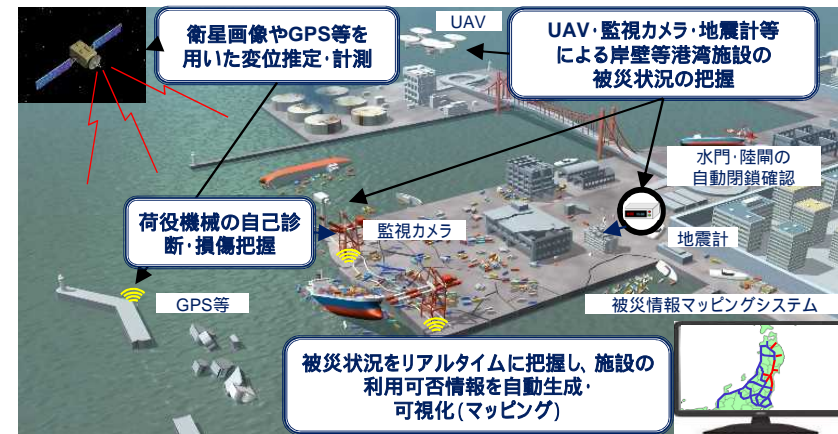 衛星画像やGPS等を
用いた変位推定・計測
UAV
UAV・監視カメラ・地震計等
による岸壁等港湾施設の
被災状況の把握
水門・陸閘の
自動閉鎖確認
荷役機械の自己診
断・損傷把握
監視カメラ
地震計
GPS等
被災情報マッピングシステム
被災状況をリアルタイムに把握し、施設の
利用可否情報を自動生成・
可視化(マッピング)